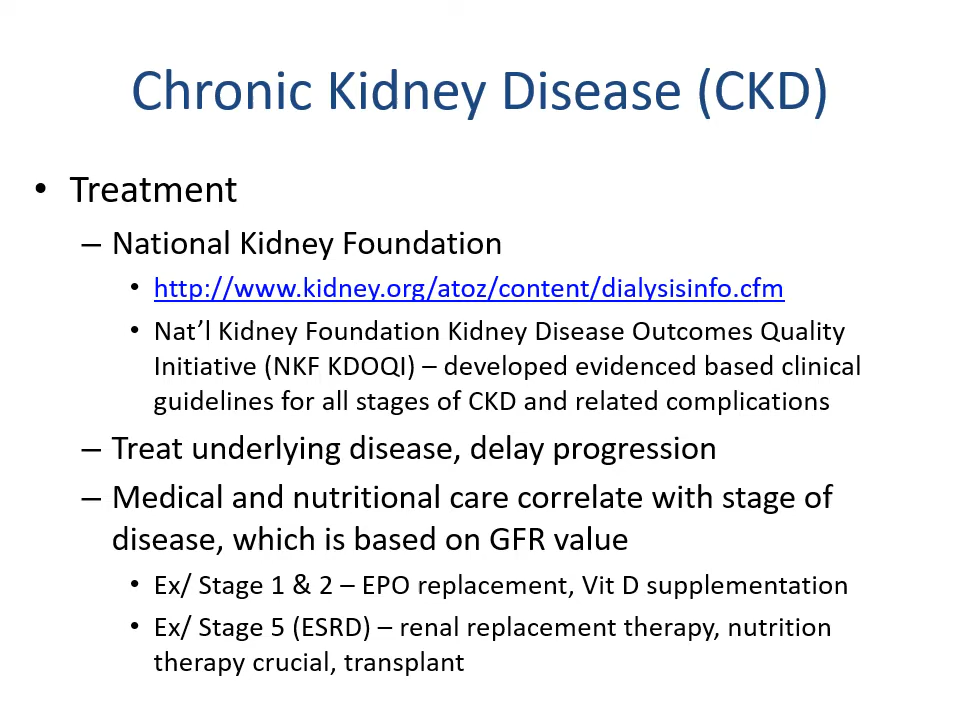 Chronic Kidney Disease (CKD)
• Treatment
– National Kidney Foundation
• http://www.kidney.org/atoz/content/dialysisinfo.cfm
• Nat’l Kidney Foundation Kidney Disease Outcomes Quality
Initiative (NKF KDOQI) – developed evidenced based clinical
guidelines for all stages of CKD and related complications
– Treat underlying disease, delay progression
– Medical and nutritional care correlate with stage of
disease, which is based on GFR value
• Ex/ Stage 1 & 2 – EPO replacement, Vit D supplementation
• Ex/ Stage 5 (ESRD) – renal replacement therapy, nutrition
therapy crucial, transplant